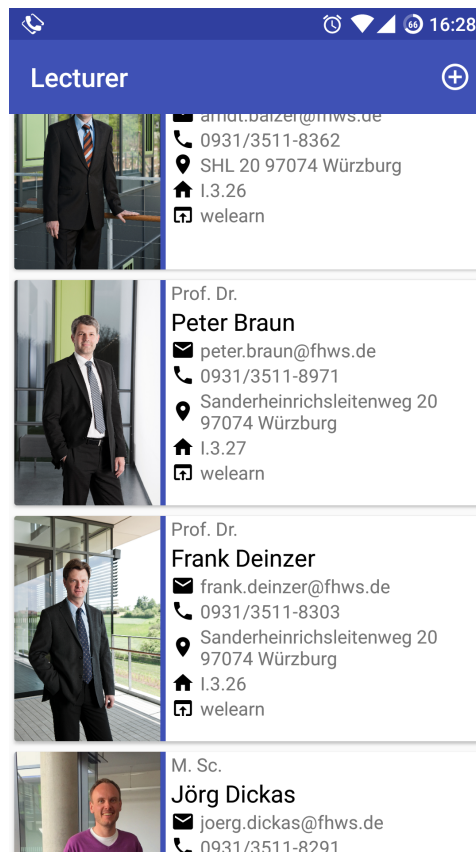 66 16:28
Lecturer
arndt.balzer@fhws.de
0931/3511-8362
SHL 20 97074 Würzburg
I.3.26
welearn
Prof. Dr.
Peter Braun
peter.braun@fhws.de
0931/3511-8971
Sanderheinrichsleitenweg 20
97074 Würzburg
I.3.27
welearn
Prof. Dr.
Frank Deinzer
frank.deinzer@fhws.de
0931/3511-8303
Sanderheinrichsleitenweg 20
97074 Würzburg
I.3.26
welearn
M. Sc.
Jörg Dickas
joerg.dickas@fhws.de
0931/3511-8291